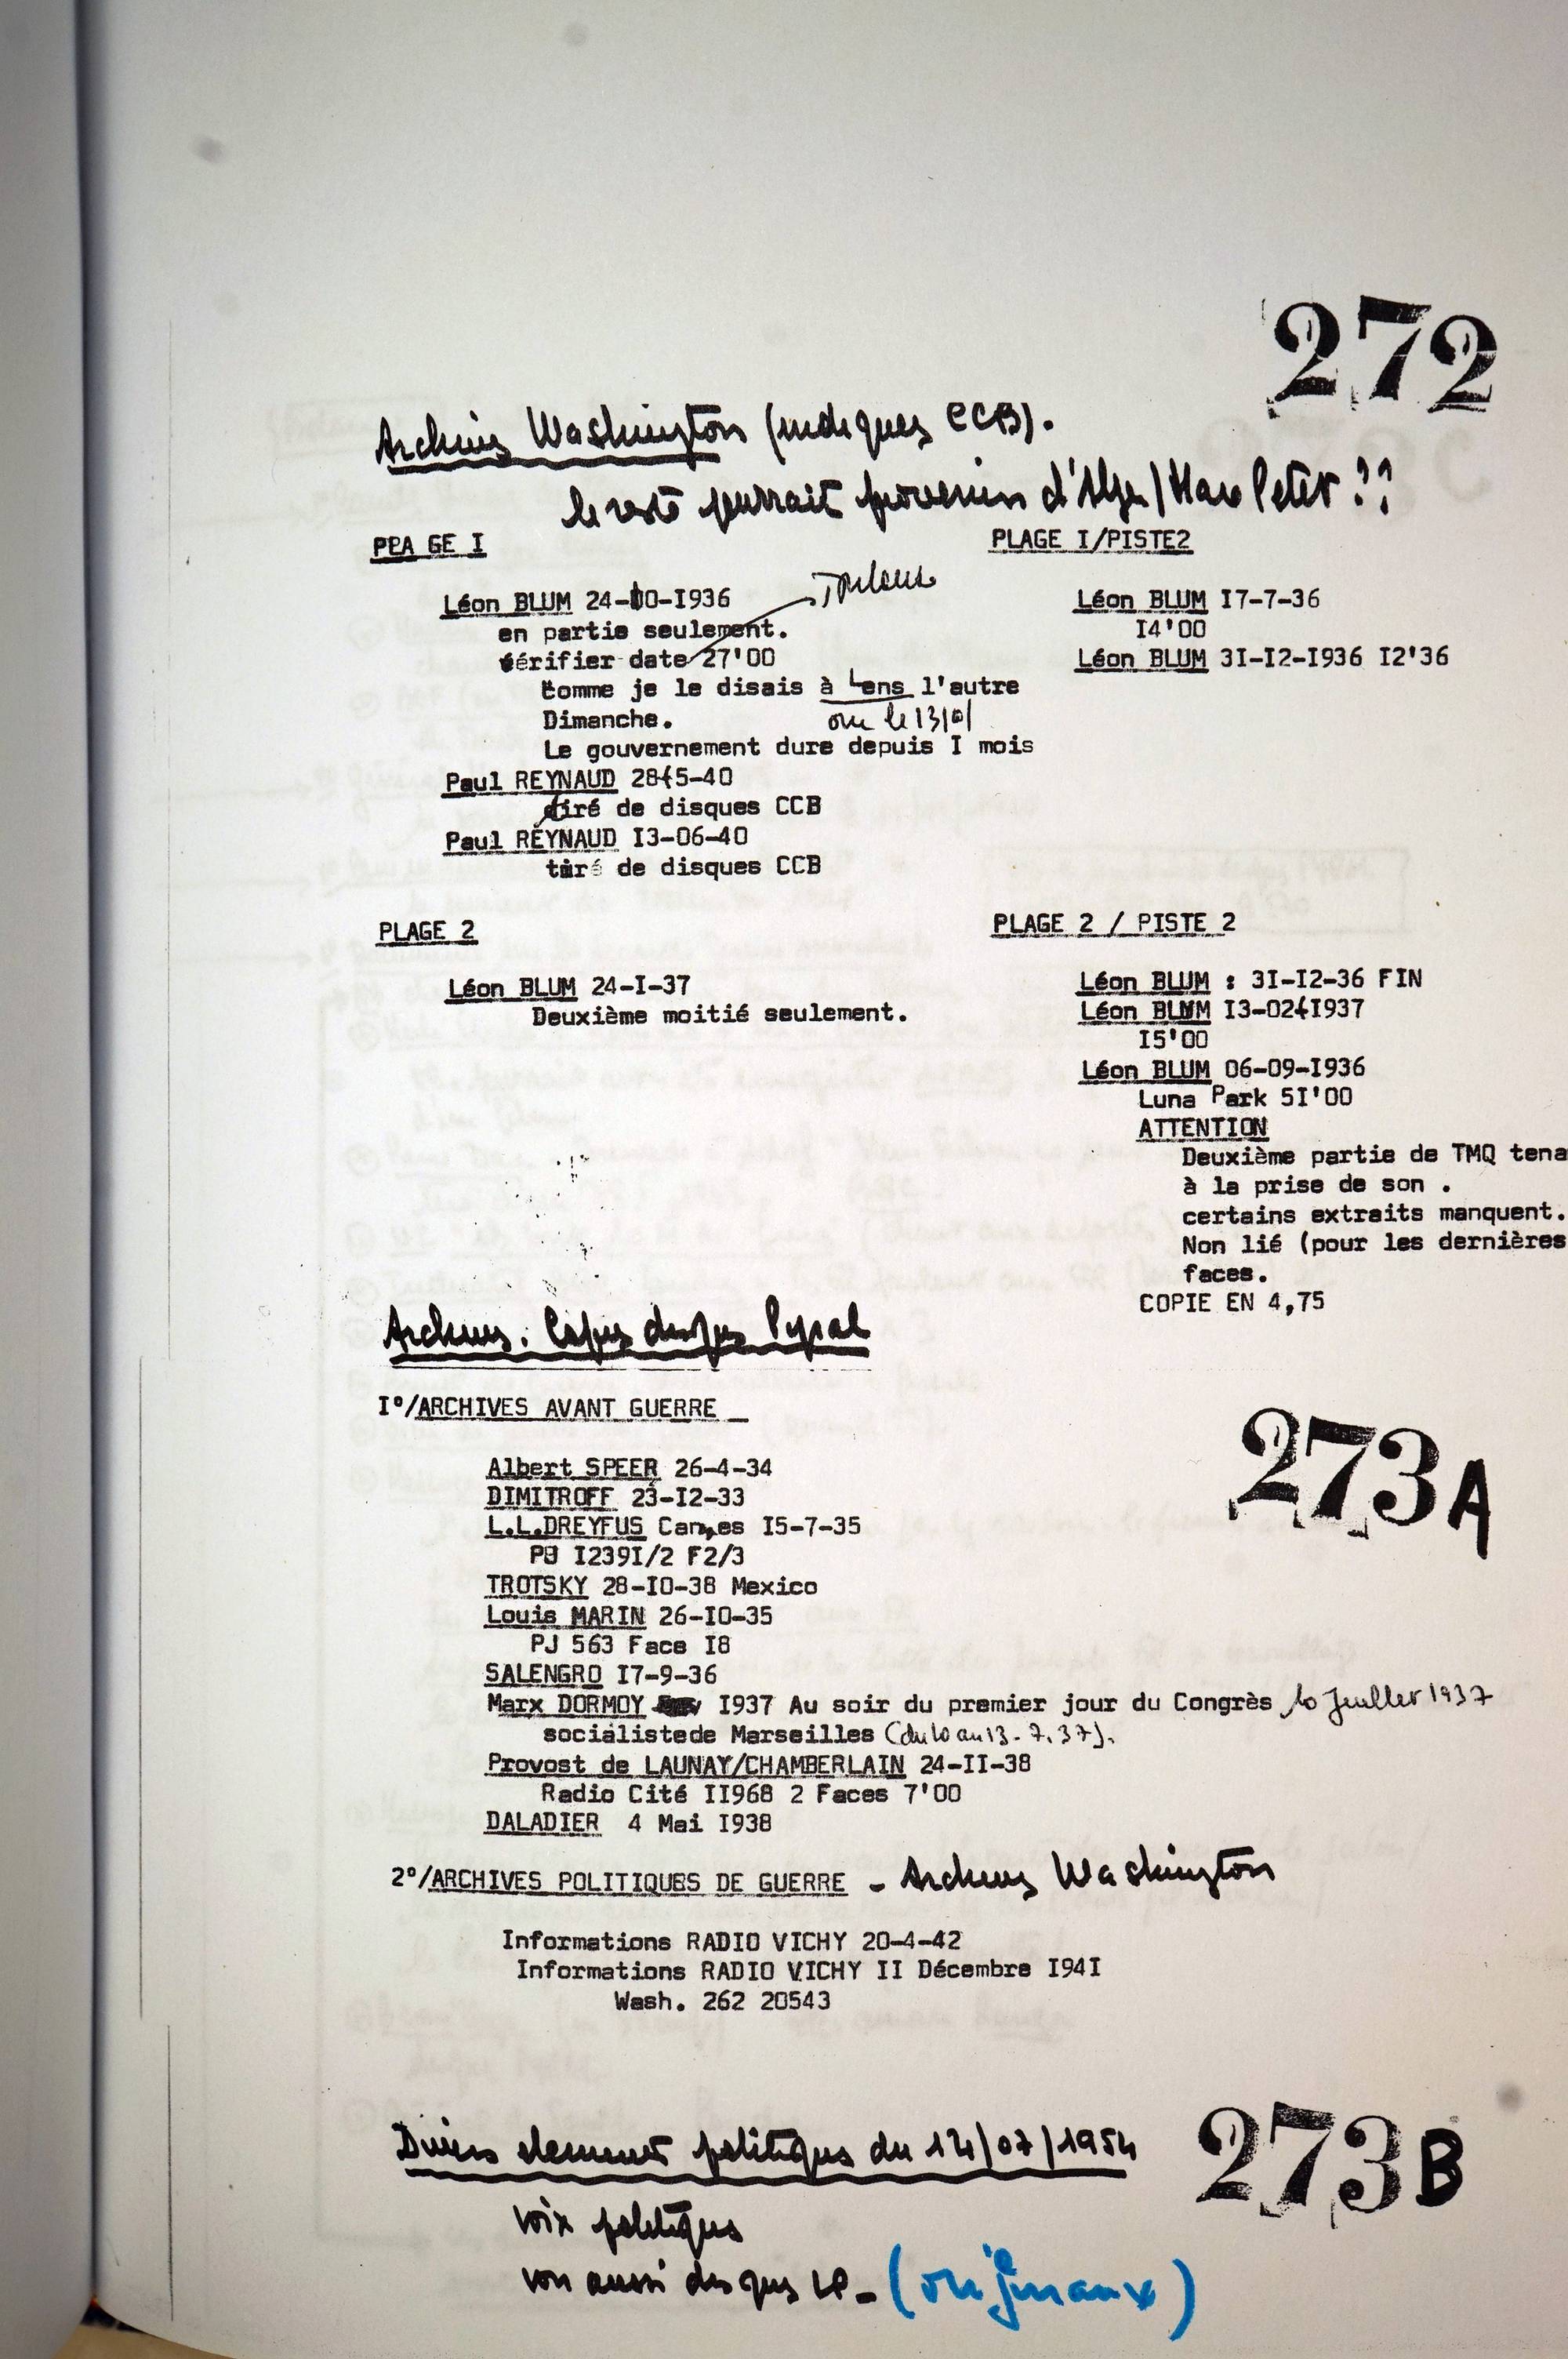 272
Archives Washington (indiquées CCB).
le reste pourrait provenir d'Alger/Marc Peter ??
PLA GE I
Léon BLUM 24-10-I936
en partie seulement.
vérifier date 27'00
comme je le disais à Lens l'autre
Dimanche. ou le 13/01
Le gouvernement dure depuis I mois
Paul REYNAUD 28-5-40
tiré de disques CCB
Paul REYNAUD I3-06-40
tiré de disques CCB
PLAGE I/PISTE2
Léon BLUM I7-7-36
I4'00
Léon BLUM 3I-I2-I936 I2'36
PLAGE 2
Léon BLUM 24-I-37
Deuxième moitié seulement.
PLAGE 2 / PISTE 2
Léon BLUM : 3I-I2-36 FIN
Léon BLUM I3-02-I937
I5'00
Léon BLUM 06-09-I936
Luna Park 5I'00
ATTENTION
Deuxième partie de TMQ tena
à la prise de son .
certains extraits manquent.
Non lié (pour les dernières
faces.
COPIE EN 4,75
Archives. Copies disques Pyral
273A
I°/ARCHIVES AVANT GUERRE
Albert SPEER 26-4-34
DIMITROFF 23-I2-33
L.L.DREYFUS Cannes I5-7-35
PJ I239I/2 F2/3
TROTSKY 28-I0-38 Mexico
Louis MARIN 26-I0-35
PJ 563 Face I8
SALENGRO I7-9-36
Marx DORMOY I937 Au soir du premier jour du Congrès 10 Juillet 1937
socialistede Marseilles (du 10 au 13-7.37).
Provost de LAUNAY/CHAMBERLAIN 24-II-38
Radio Cité II968 2 Faces 7'00
DALADIER 4 Mai I938
2°/ARCHIVES POLITIQUES DE GUERRE - Archives Washington
Informations RADIO VICHY 20-4-42
Informations RADIO VICHY II Décembre I94I
Wash. 262 20543
273B
Divers elements politiques du 14/07/1954
voix politiques
voir aussi disques LP - (originaux)